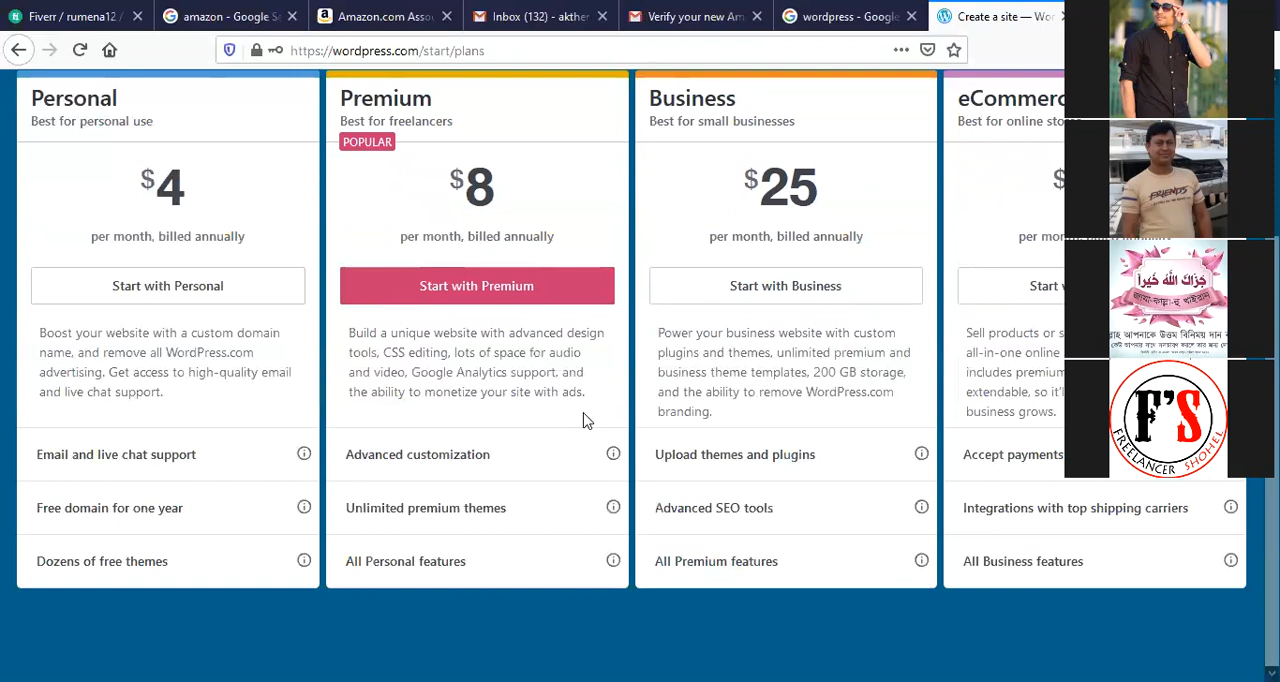 Fiverr / rumena12 /
amazon - Google Se
Amazon.com Asso
Inbox (132) - akther
Verify your new Am
wordpress - Google
Create a site — Wor
https://wordpress.com/start/plans
Personal
Best for personal use
$4
per month, billed annually
Start with Personal
Boost your website with a custom domain
name, and remove all WordPress.com
advertising. Get access to high-quality email
and live chat support.
Email and live chat support
Free domain for one year
Dozens of free themes
Premium
Best for freelancers
POPULAR
$8
per month, billed annually
Start with Premium
Build a unique website with advanced design
tools, CSS editing, lots of space for audio
and video, Google Analytics support, and
the ability to monetize your site with ads.
Advanced customization
Unlimited premium themes
All Personal features
Business
Best for small businesses
$25
per month, billed annually
Start with Business
Power your business website with custom
plugins and themes, unlimited premium and
business theme templates, 200 GB storage,
and the ability to remove WordPress.com
branding.
Upload themes and plugins
Advanced SEO tools
All Premium features
eCommerc
Best for online sto
$
per mon
Start w
Sell products or s
all-in-one online
includes premium
extendable, so it'l
business grows.
Accept payments
Integrations with top shipping carriers
All Business features
FRIENDS
جَزَاكَ اللّٰهُ خَيْرًا
জাযা-কাল্লা-হু খাইরান
াহ আপনাকে উত্তম বিনিময় দান ক
F'S
FREELANCER SHOHEL